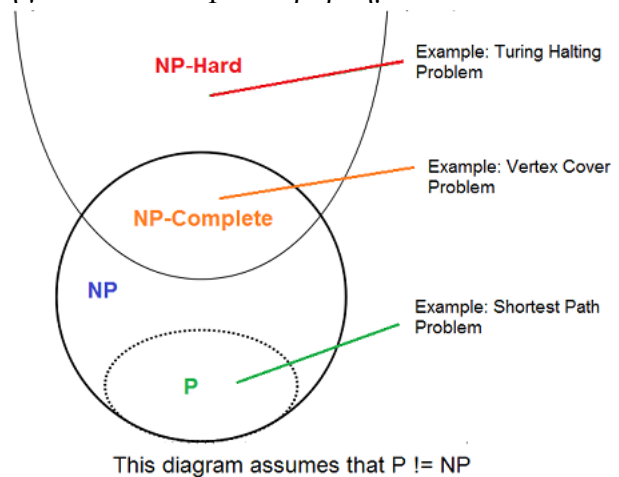 NP-Hard
Example: Turing Halting
Problem
Example: Vertex Cover
Problem
NP-Complete
NP
Example: Shortest Path
Problem
P
This diagram assumes that P != NP